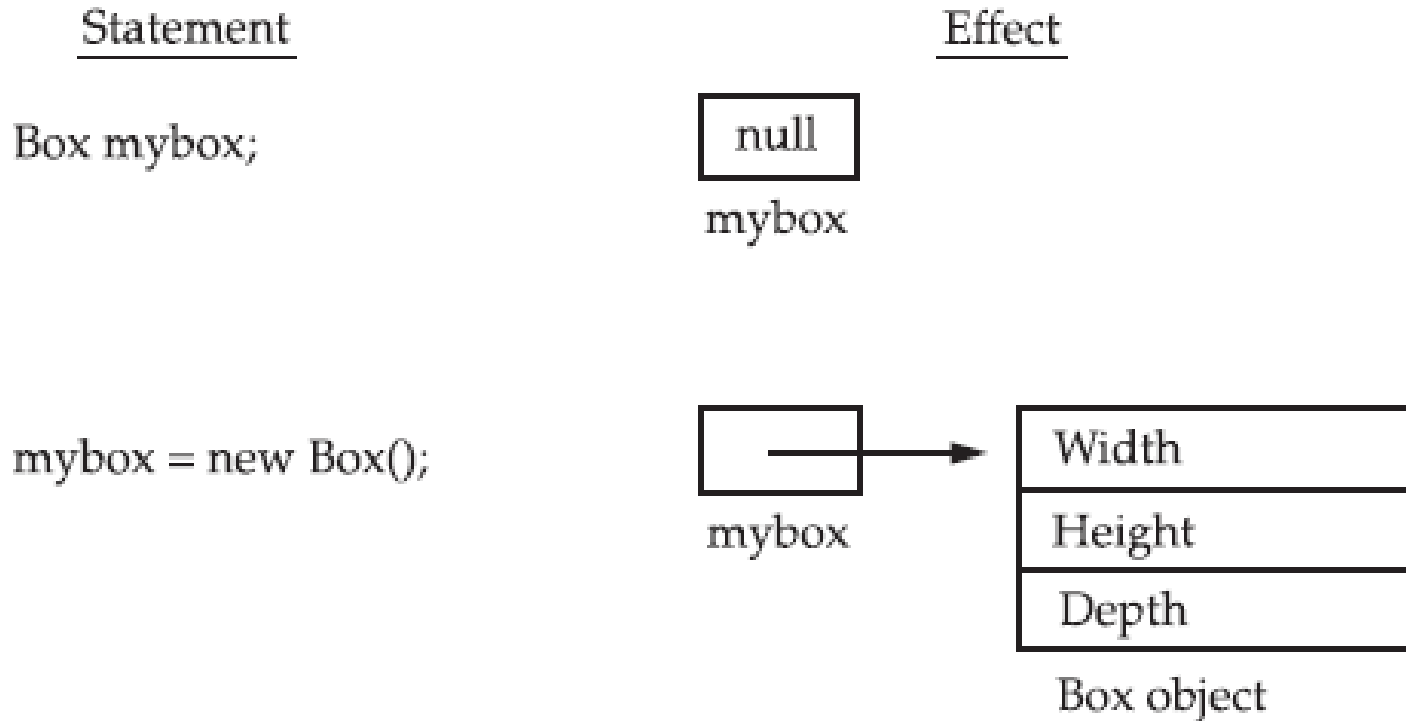 Statement
Effect
Box mybox;
null
mybox
mybox = new Box();
mybox
Width
Height
Depth
Box object